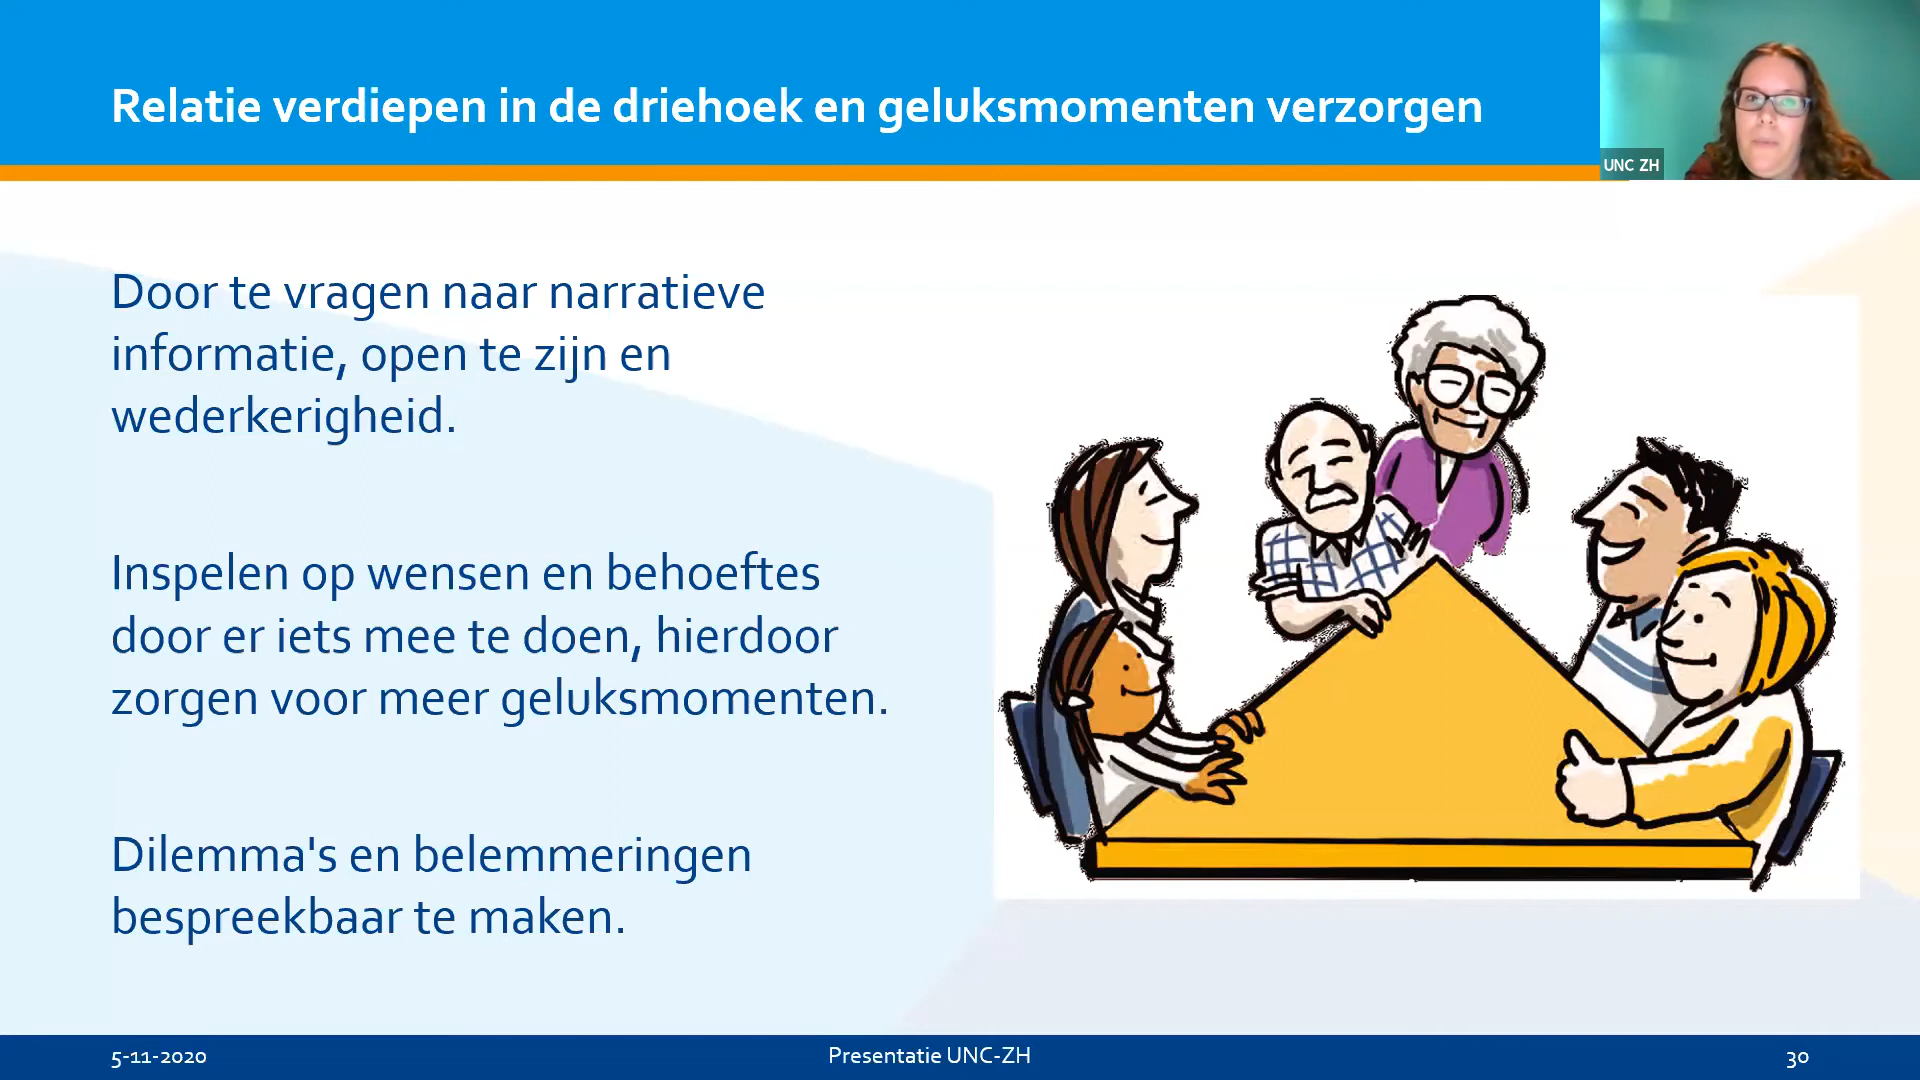 Relatie verdiepen in de driehoek en geluksmomenten verzorgen
UNC ZH
Door te vragen naar narratieve
informatie, open te zijn en
wederkerigheid.
Inspelen op wensen en behoeftes
door er iets mee te doen, hierdoor
zorgen voor meer geluksmomenten.
Dilemma's en belemmeringen
bespreekbaar te maken.
5-11-2020
Presentatie UNC-ZH
30